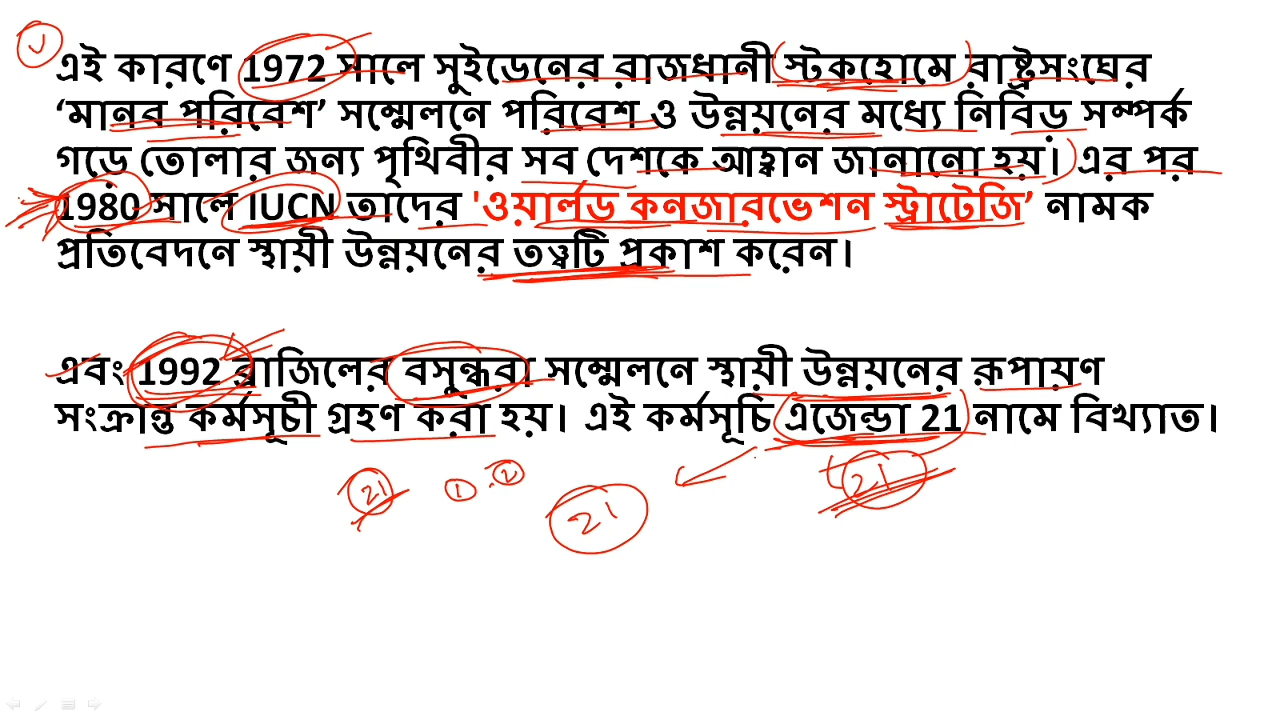 এই কারণে 1972 সালে সুইডেনের রাজধানী স্টকহোমে রাষ্ট্রসংঘের
‘মানব পরিবেশ’ সম্মেলনে পরিবেশ ও উন্নয়নের মধ্যে নিবিড় সম্পর্ক
গড়ে তোলার জন্য পৃথিবীর সব দেশকে আহ্বান জানানো হয়। এর পর
1980 সালে IUCN তাদের 'ওয়ার্লড কনজারভেশন স্ট্রাটেজি’ নামক
প্রতিবেদনে স্থায়ী উন্নয়নের তত্ত্বটি প্রকাশ করেন।
এবং 1992 ব্রাজিলের বসুন্ধরা সম্মেলনে স্থায়ী উন্নয়নের রূপায়ণ
সংক্রান্ত কর্মসূচী গ্রহণ করা হয়। এই কর্মসূচি এজেন্ডা 21 নামে বিখ্যাত।
21 1 2 21 21